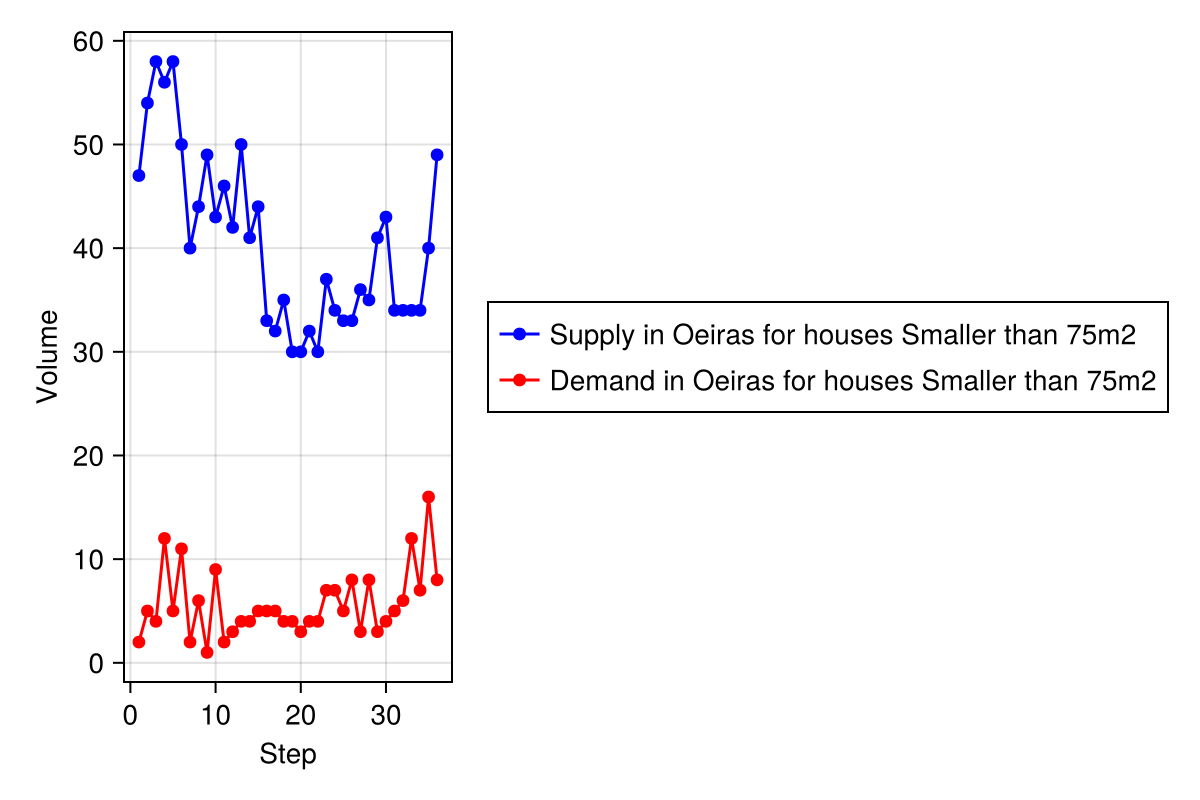 60
50
40
30
20
10
0
Volume
0 10 20 30
Step
Supply in Oeiras for houses Smaller than 75m2
Demand in Oeiras for houses Smaller than 75m2